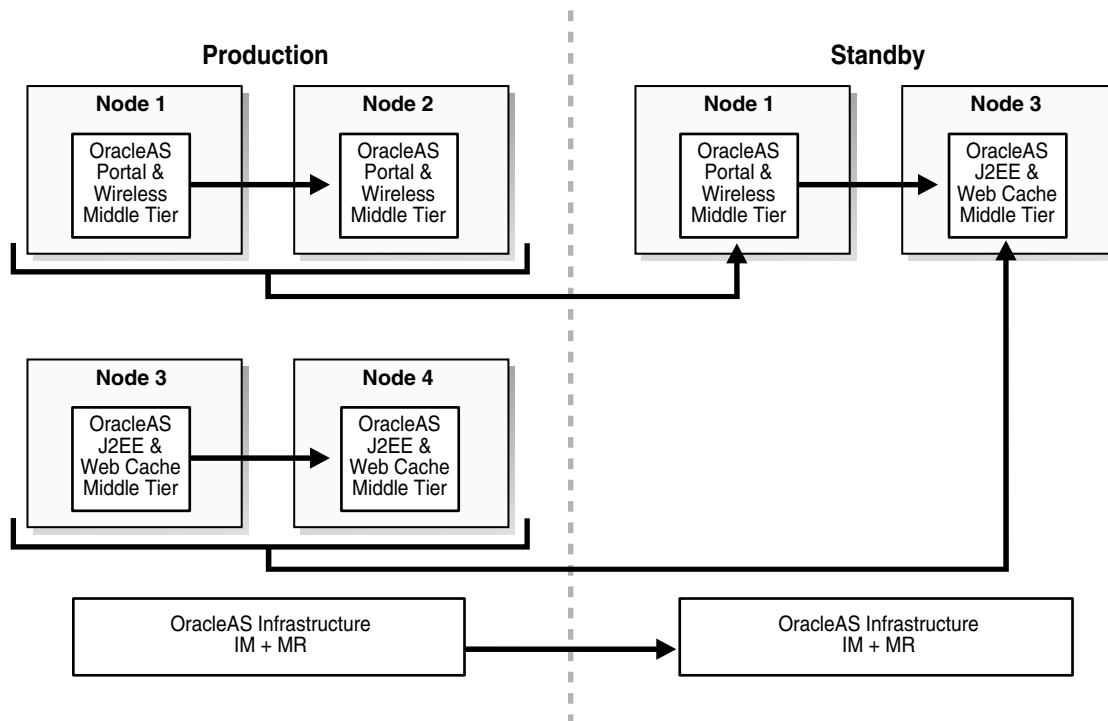 Production
Standby
Node 1
OracleAS
Portal &
Wireless
Middle Tier
Node 2
OracleAS
Portal &
Wireless
Middle Tier
Node 1
OracleAS
Portal &
Wireless
Middle Tier
Node 3
OracleAS
J2EE &
Web Cache
Middle Tier
Node 3
OracleAS
J2EE &
Web Cache
Middle Tier
Node 4
OracleAS
J2EE &
Web Cache
Middle Tier
OracleAS Infrastructure
IM + MR
OracleAS Infrastructure
IM + MR